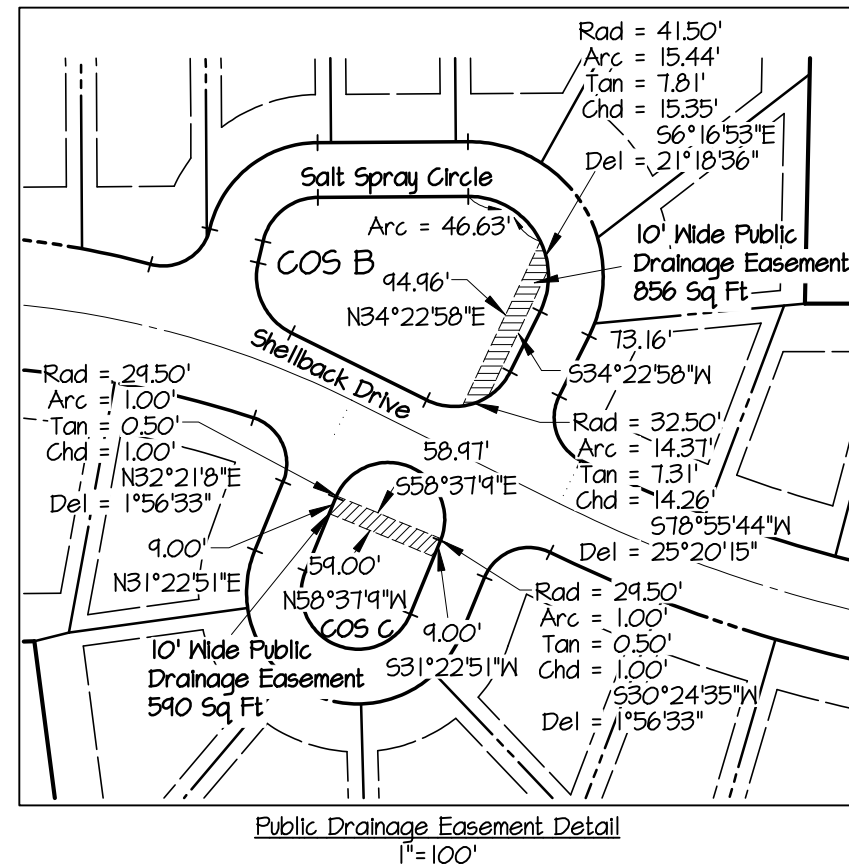 Rad = 41.50'
Arc = 15.44'
Tan = 7.81'
Chd = 15.35'
S6°16'53"E
Del = 21°18'36"
Salt Spray Circle
Arc = 46.63'
COS B
10' Wide Public
Drainage Easement
856 Sq Ft
94.96'
N34°22'58"E
73.16'
S34°22'58"W
Shellback Drive
Rad = 29.50'
Arc = 1.00'
Tan = 0.50'
Chd = 1.00'
N32°21'8"E
Del = 1°56'33"
Rad = 32.50'
Arc = 14.37'
Tan = 7.31'
Chd = 14.26'
S78°55'44"W
Del = 25°20'15"
58.97'
S58°37'9"E
9.00'
N31°22'51"E
59.00'
N58°37'9"W
COS C
9.00'
S31°22'51"W
10' Wide Public
Drainage Easement
590 Sq Ft
Rad = 29.50'
Arc = 1.00'
Tan = 0.50'
Chd = 1.00'
S30°24'35"W
Del = 1°56'33"
Public Drainage Easement Detail
1"=100'